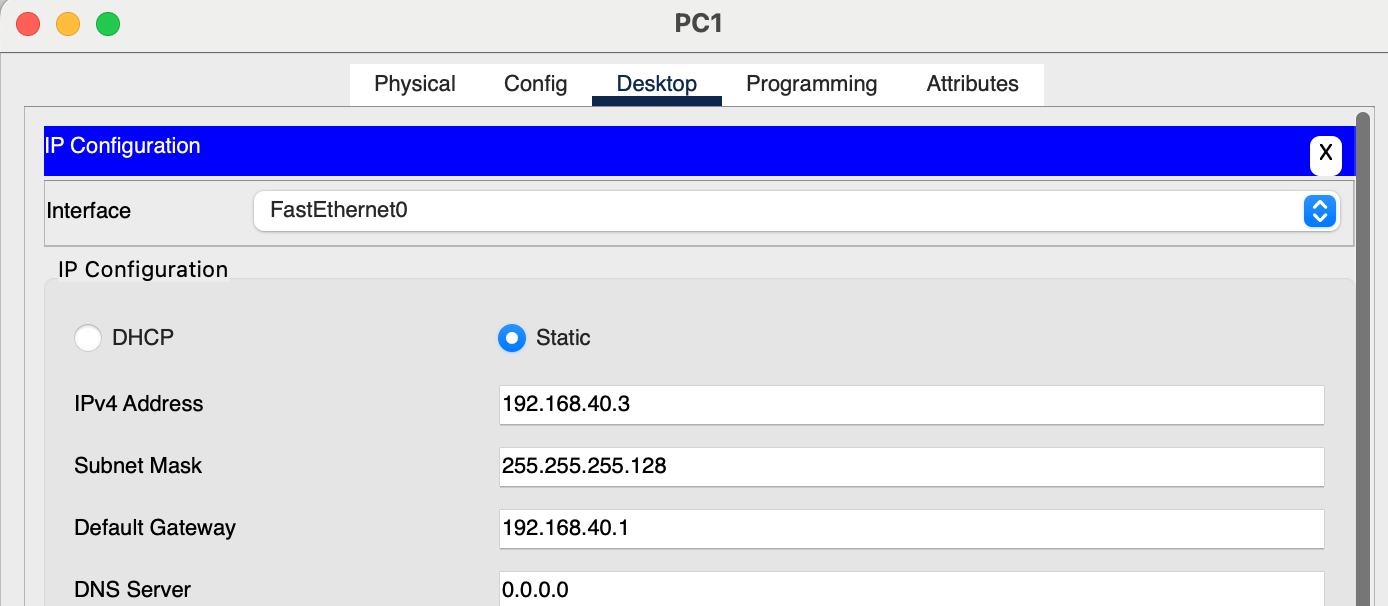 PC1
Physical Config Desktop Programming Attributes
IP Configuration
X
Interface FastEthernet0
IP Configuration
DHCP Static
IPv4 Address 192.168.40.3
Subnet Mask 255.255.255.128
Default Gateway 192.168.40.1
DNS Server 0.0.0.0